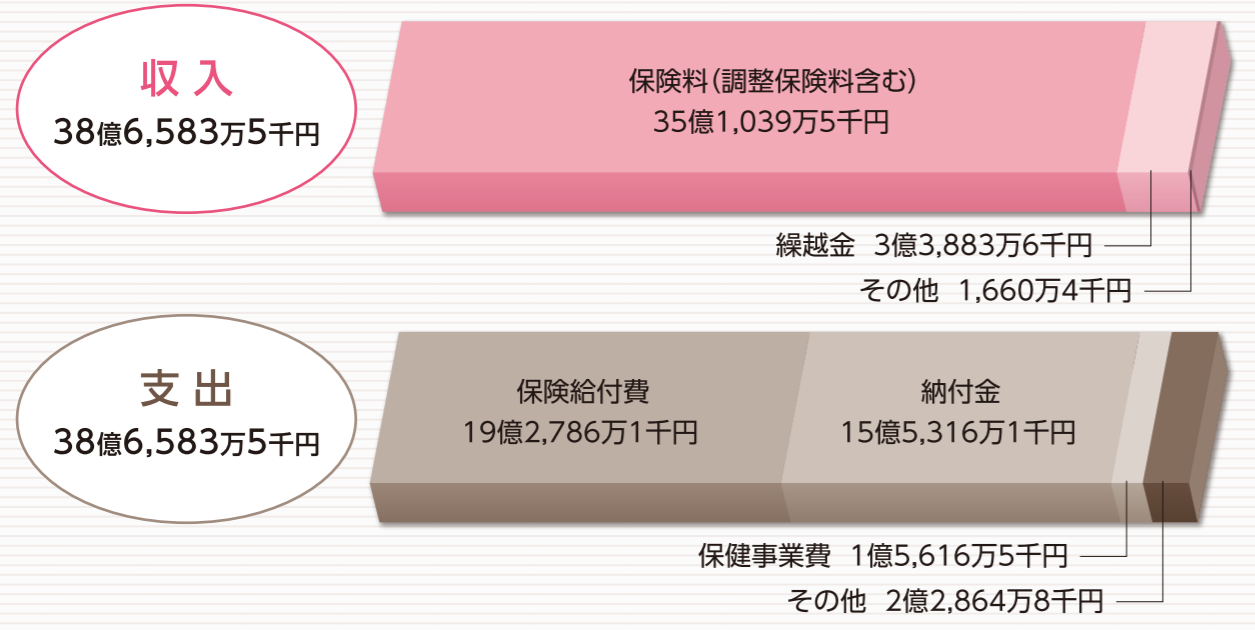 収入
38億6,583万5千円
保険料（調整保険料含む）
35億1,039万5千円
繰越金 3億3,883万6千円
その他 1,660万4千円
支出
38億6,583万5千円
保険給付費
19億2,786万1千円
納付金
15億5,316万1千円
保健事業費 1億5,616万5千円
その他 2億2,864万8千円